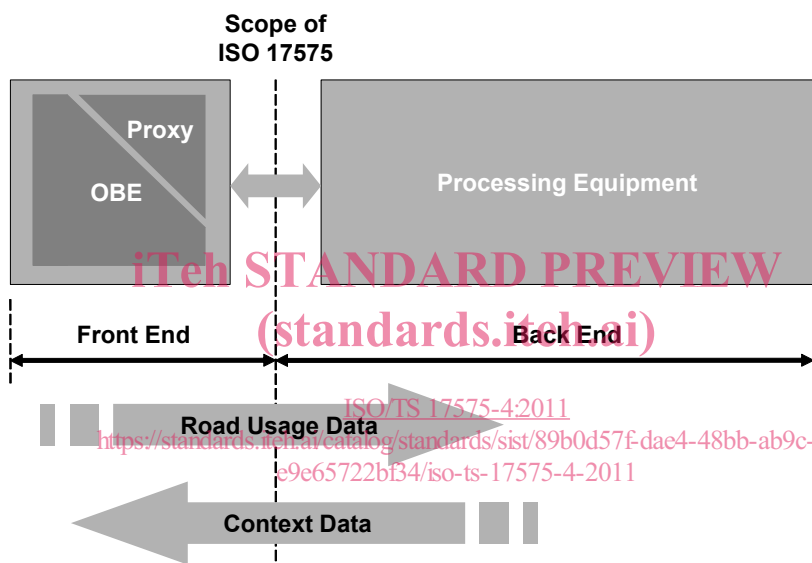 Scope of
ISO 17575
Proxy
OBE
Processing Equipment
iTeh STANDARD PREVIEW
(standards.iteh.ai)
Front End
Back End
ISO/TS 17575-4:2011
Road Usage Data
https://standards.iteh.ai/catalog/standards/sist/89b0d57f-dae4-48bb-ab9c-
e9e65722bf34/iso-ts-17575-4-2011
Context Data